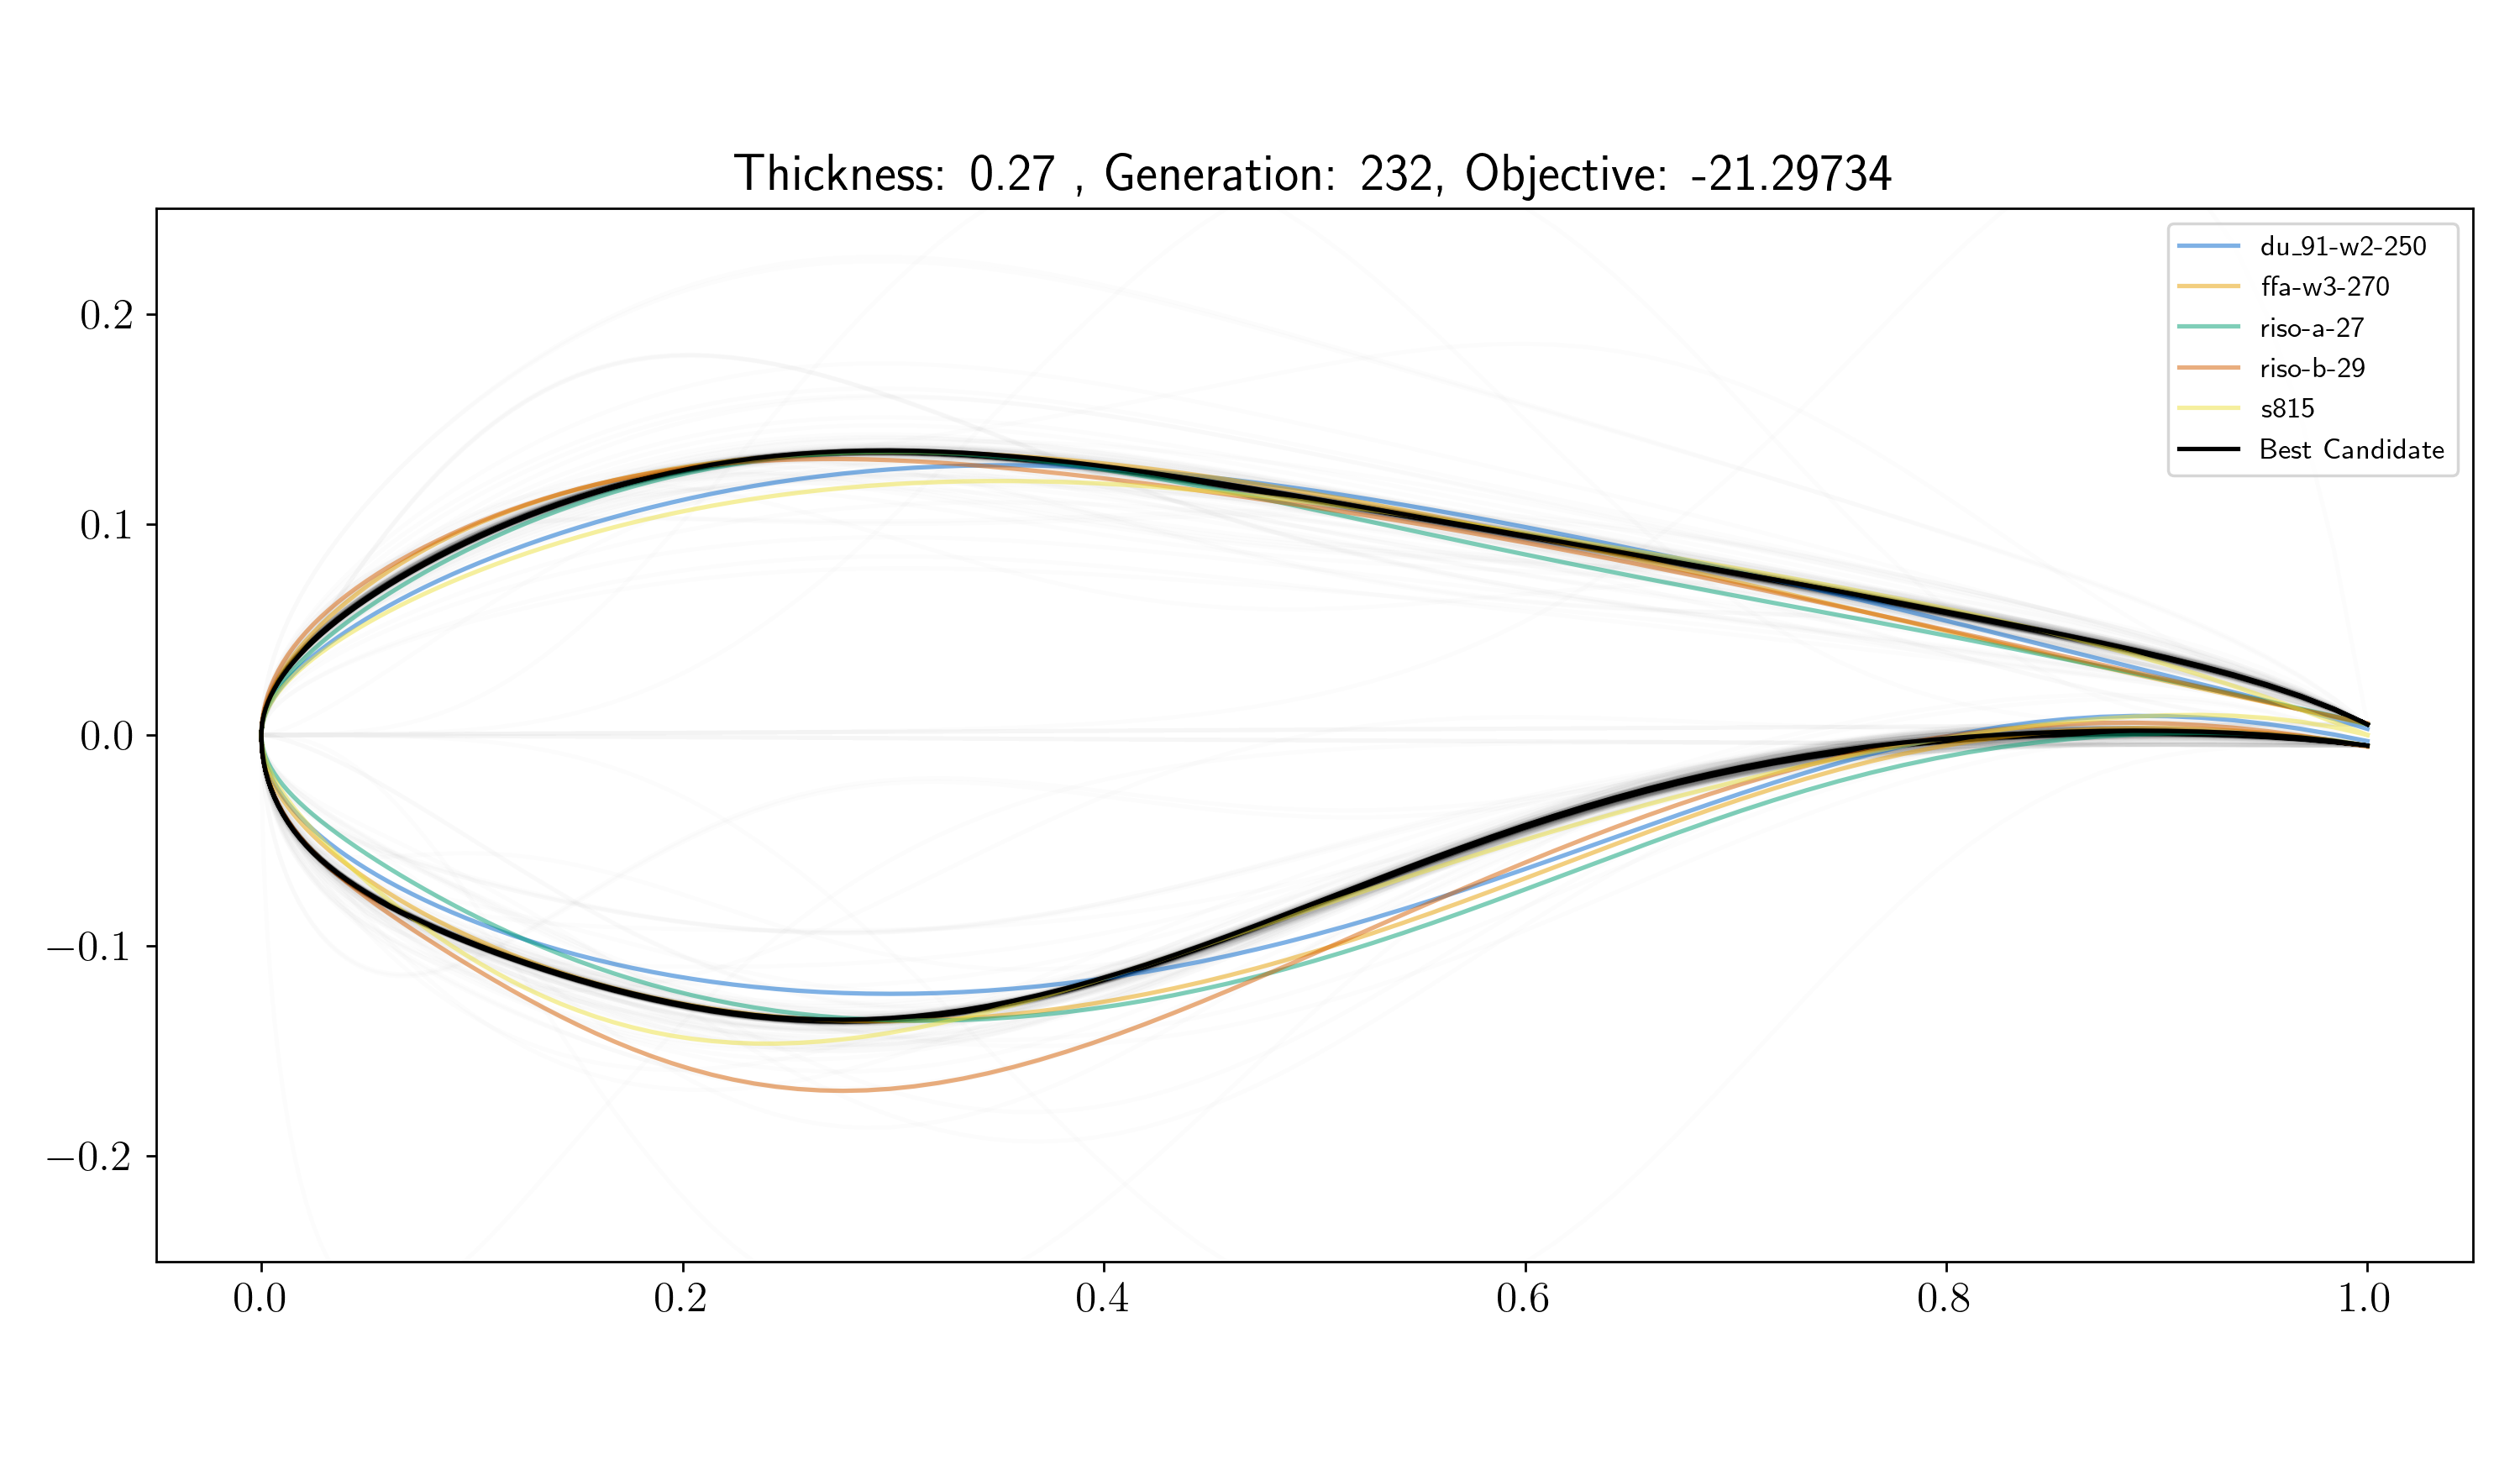 Thickness: 0.27 , Generation: 232, Objective: -21.29734
du_91-w2-250
ffa-w3-270
riso-a-27
riso-b-29
s815
Best Candidate
0.2
0.1
0.0
−0.1
−0.2
0.0 0.2 0.4 0.6 0.8 1.0